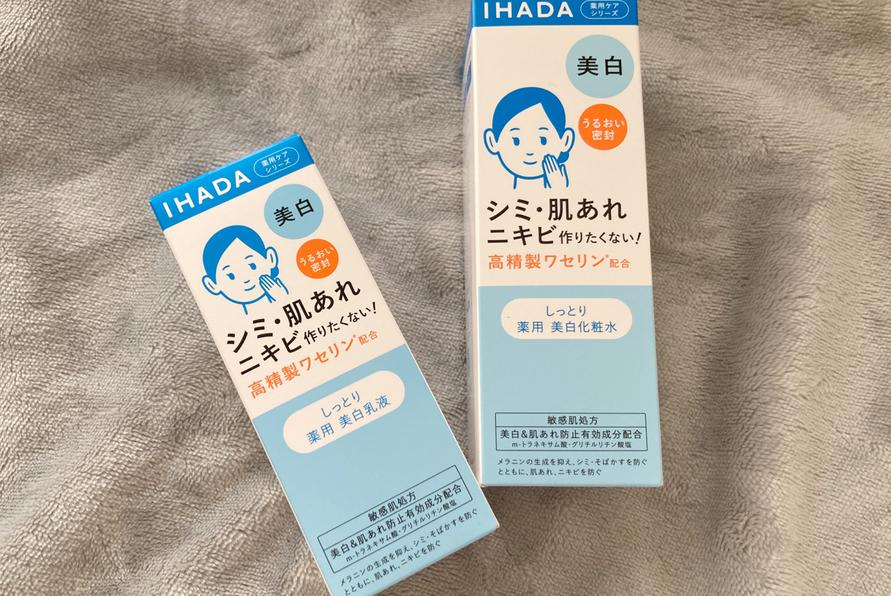 IHADA
薬用ケア
シリーズ
美白
うるおい
密封
シミ・肌あれ
ニキビ作りたくない!
高精製ワセリン*配合
しっとり
薬用 美白乳液
敏感肌処方
美白&肌あれ防止有効成分配合
m-トラネキサム酸・グリチルリチン酸塩
メラニンの生成を抑え、シミ・そばかすを防ぐ
とともに、肌あれ、ニキビを防ぐ
IHADA
薬用ケア
シリーズ
美白
うるおい
密封
シミ・肌あれ
ニキビ作りたくない!
高精製ワセリン*配合
しっとり
薬用 美白化粧水
敏感肌処方
美白&肌あれ防止有効成分配合
m-トラネキサム酸・グリチルリチン酸塩
メラニンの生成を抑え、シミ・そばかすを防ぐ
とともに、肌あれ、ニキビを防ぐ